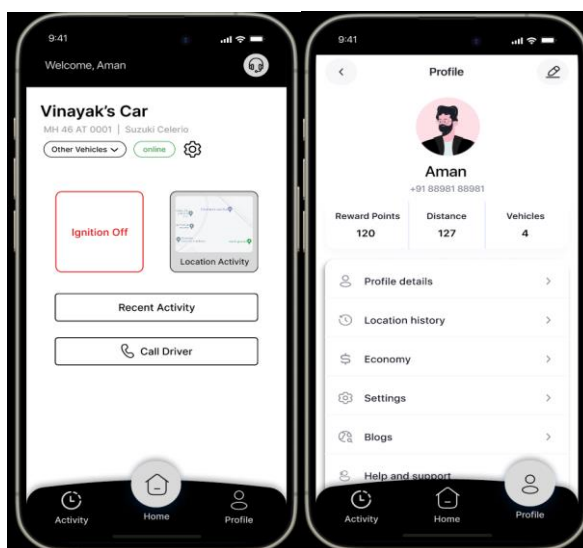 9:41
Welcome, Aman
Vinayak's Car
MH 46 AT 0001 | Suzuki Celerio
Other Vehicles
online
Ignition Off
Location Activity
Recent Activity
Call Driver
Activity
Home
Profile
9:41
Profile
Aman
+91 88981 88981
Reward Points Distance Vehicles
120 127 4
Profile details
Location history
Economy
Settings
Blogs
Help and support
Activity
Home
Profile